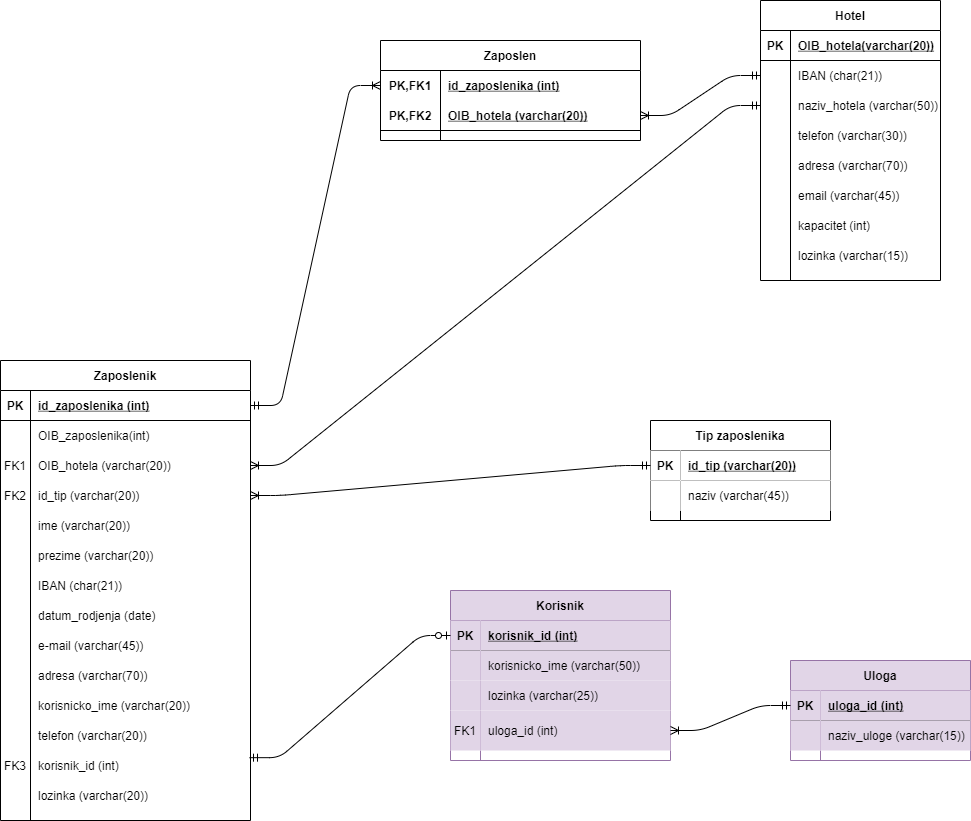 Hotel
PK OIB_hotela(varchar(20))
IBAN (char(21))
naziv_hotela (varchar(50))
telefon (varchar(30))
adresa (varchar(70))
email (varchar(45))
kapacitet (int)
lozinka (varchar(15))
Zaposlen
PK,FK1 id_zaposlenika (int)
PK,FK2 OIB_hotela (varchar(20))
Zaposlenik
PK id_zaposlenika (int)
OIB_zaposlenika(int)
FK1 OIB_hotela (varchar(20))
FK2 id_tip (varchar(20))
ime (varchar(20))
prezime (varchar(20))
IBAN (char(21))
datum_rodjenja (date)
e-mail (varchar(45))
adresa (varchar(70))
korisnicko_ime (varchar(20))
telefon (varchar(20))
FK3 korisnik_id (int)
lozinka (varchar(20))
Tip zaposlenika
PK id_tip (varchar(20))
naziv (varchar(45))
Korisnik
PK korisnik_id (int)
korisnicko_ime (varchar(50))
lozinka (varchar(25))
FK1 uloga_id (int)
Uloga
PK uloga_id (int)
naziv_uloge (varchar(15))